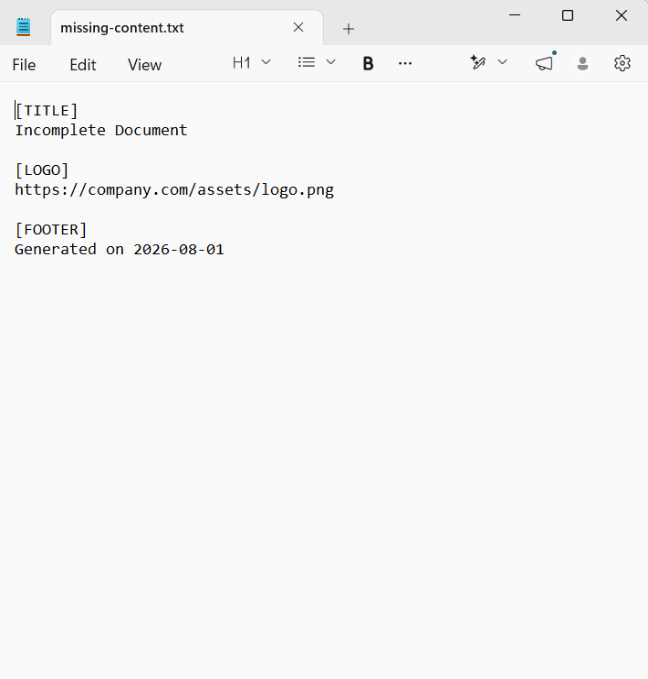 missing-content.txt
File Edit View H1 B
[TITLE]
Incomplete Document
[LOGO]
https://company.com/assets/logo.png
[FOOTER]
Generated on 2026-08-01